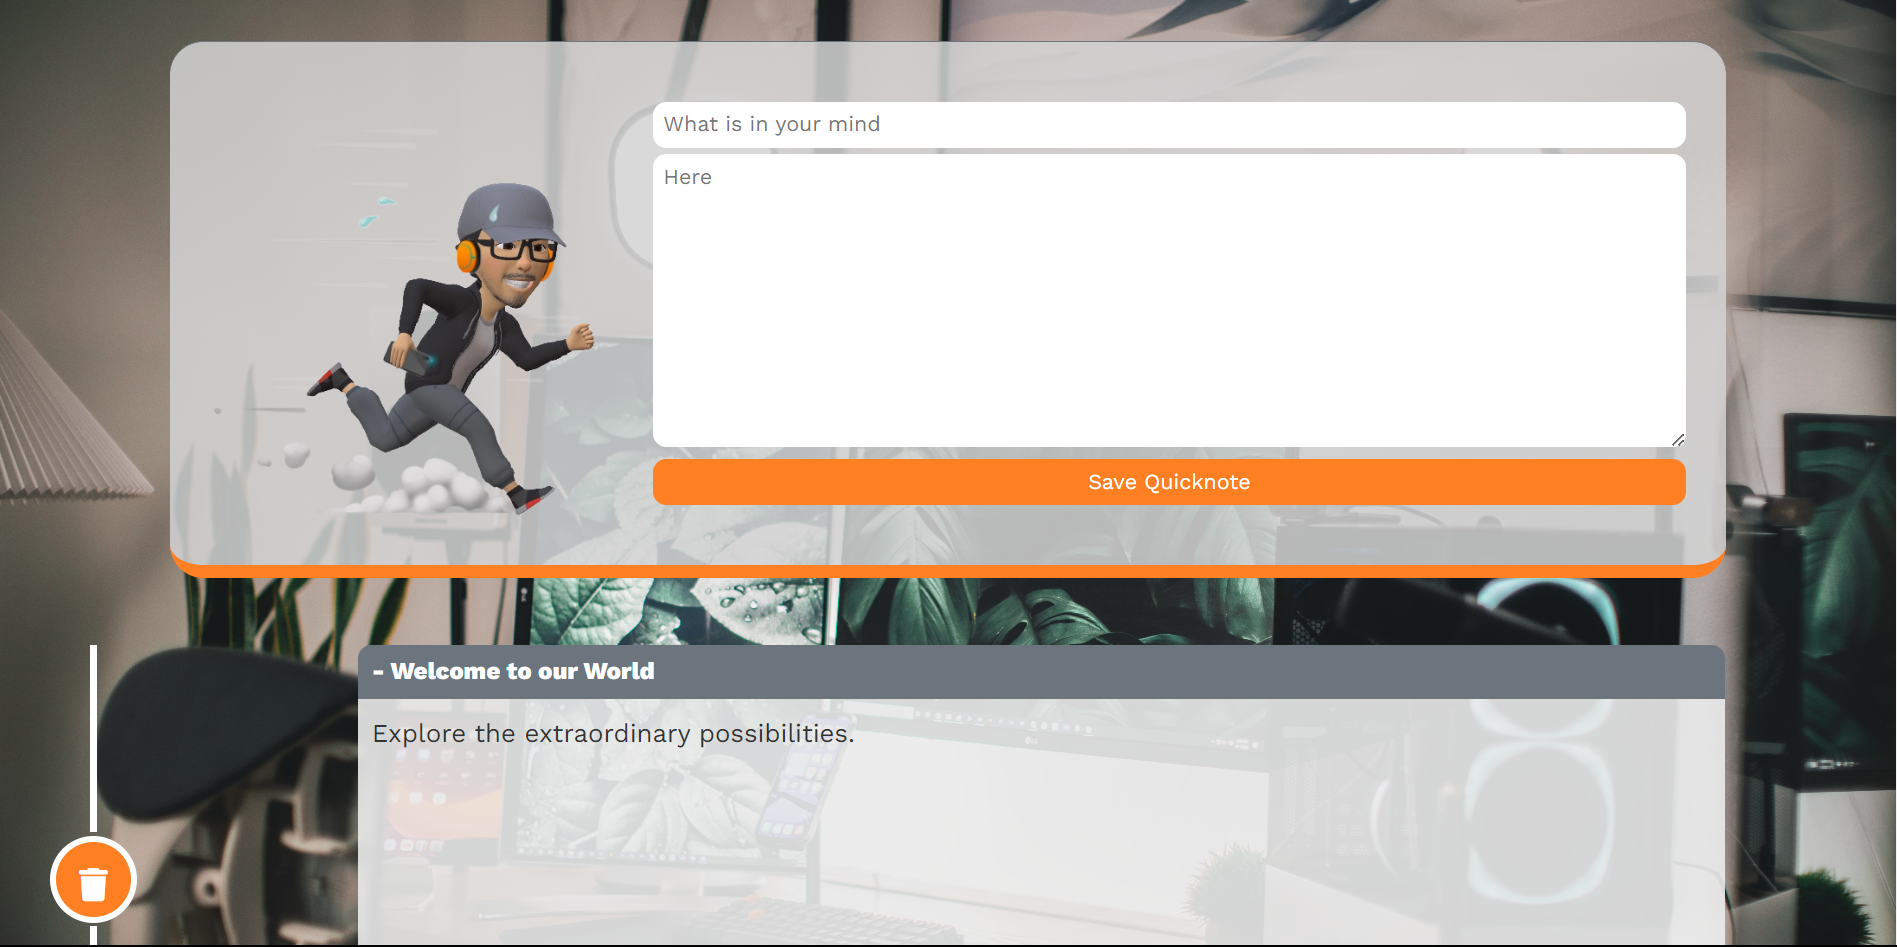 What is in your mind
Here
Save Quicknote
- Welcome to our World
Explore the extraordinary possibilities.